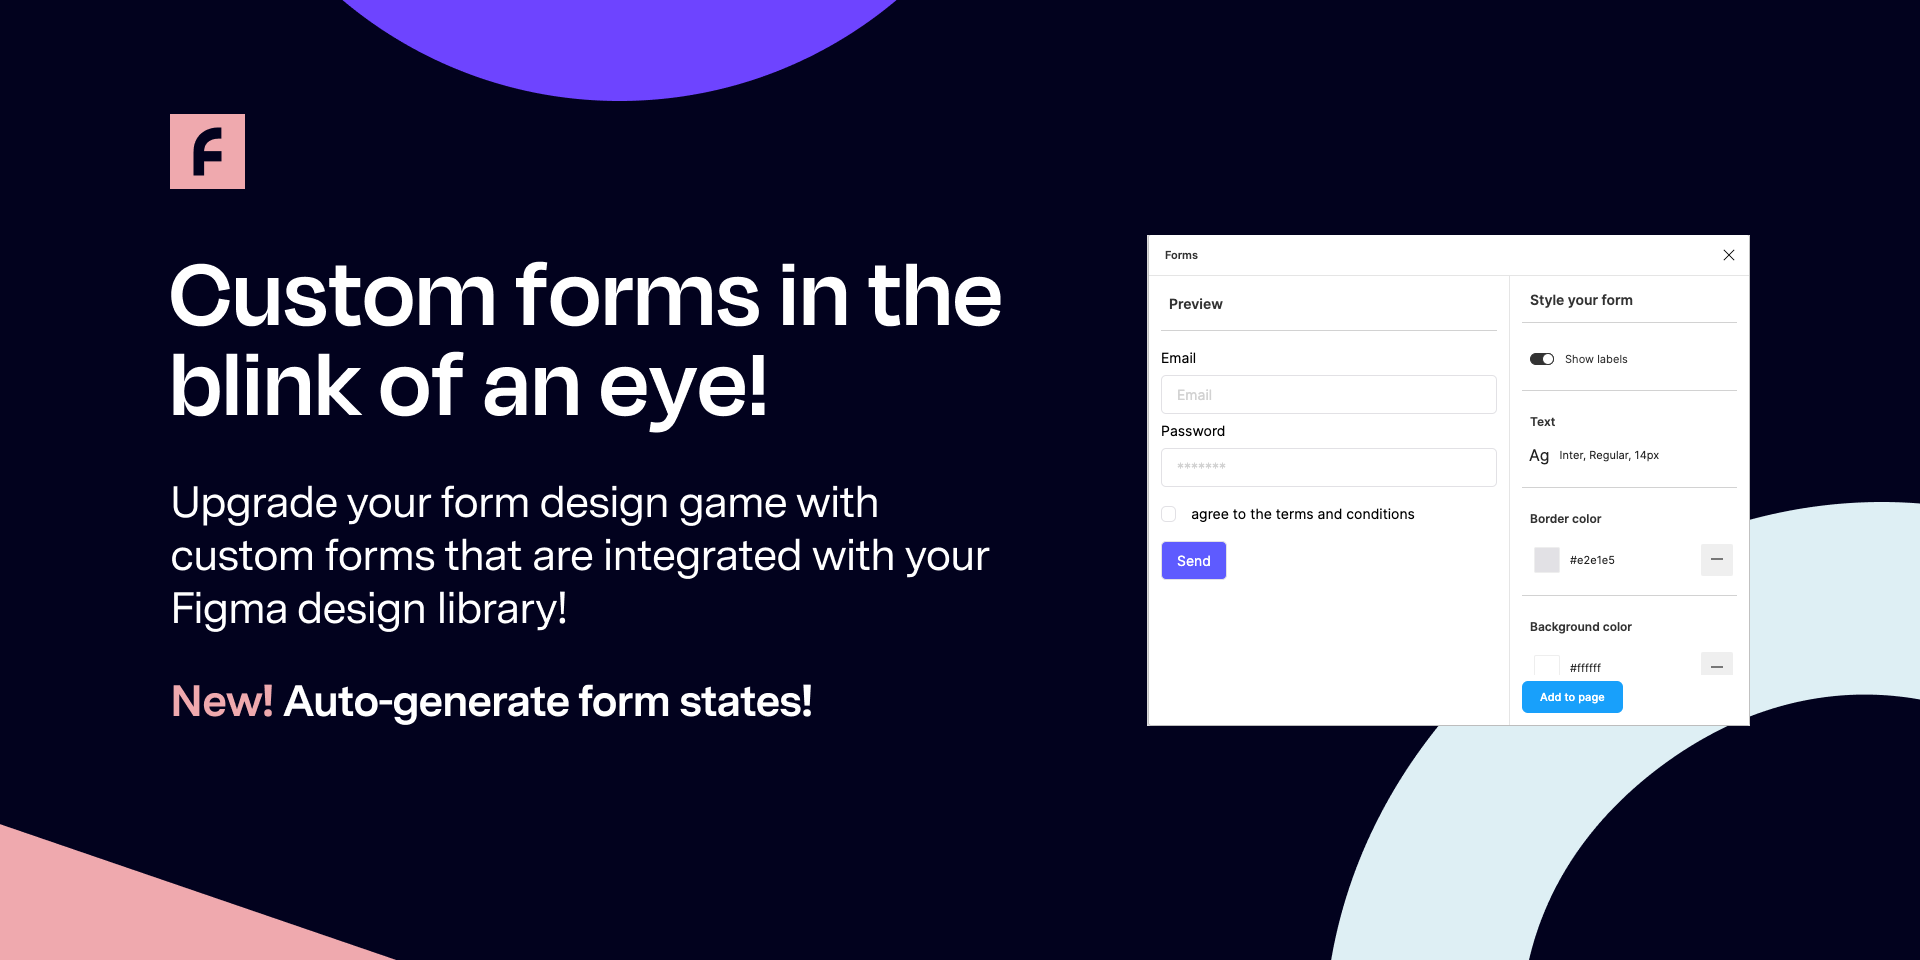 F
Custom forms in the
blink of an eye!
Upgrade your form design game with
custom forms that are integrated with your
Figma design library!
New! Auto-generate form states!
Forms
Preview
Email
Email
Password
*******
agree to the terms and conditions
Send
Style your form
Show labels
Text
Ag Inter, Regular, 14px
Border color
#e2e1e5
Background color
#ffffff
Add to page